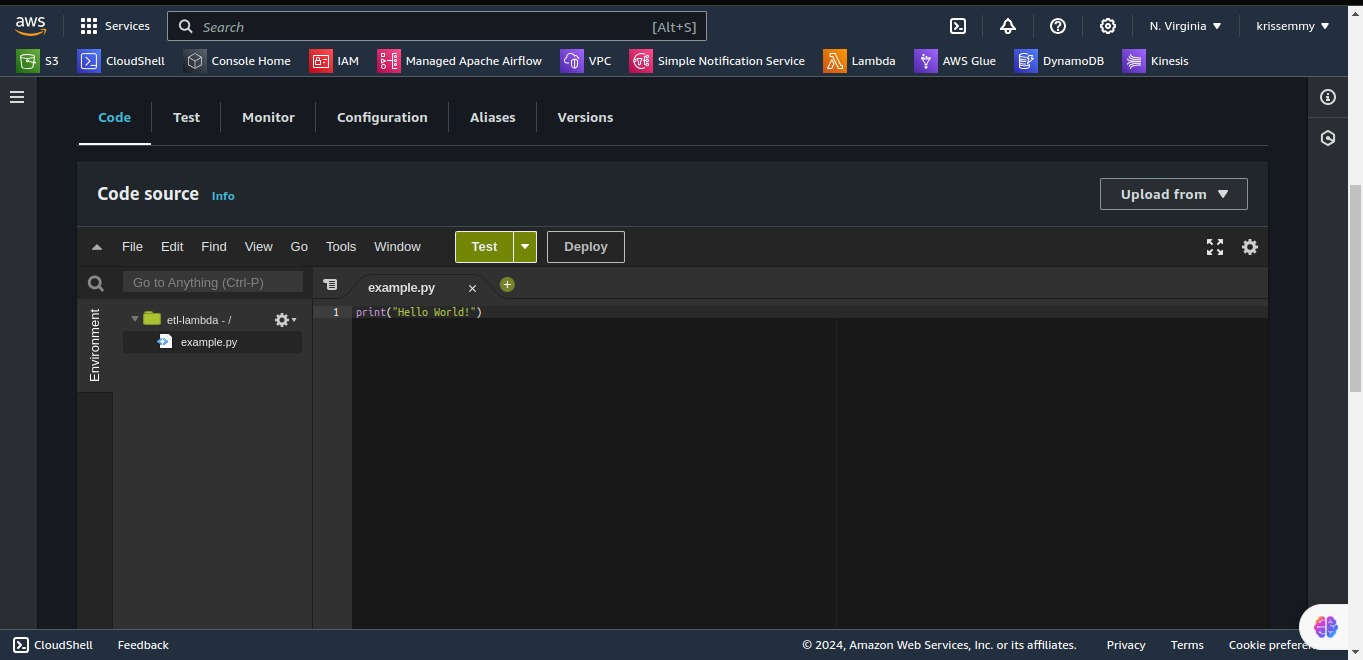 aws Services Search [Alt+S] N. Virginia krissemmy
S3 CloudShell Console Home IAM Managed Apache Airflow VPC Simple Notification Service Lambda AWS Glue DynamoDB Kinesis
Code Test Monitor Configuration Aliases Versions
Code source Info Upload from
File Edit Find View Go Tools Window Test Deploy
Go to Anything (Ctrl-P) example.py
Environment
etl-lambda - /
example.py
1 print("Hello World!")
CloudShell Feedback © 2024, Amazon Web Services, Inc. or its affiliates. Privacy Terms Cookie